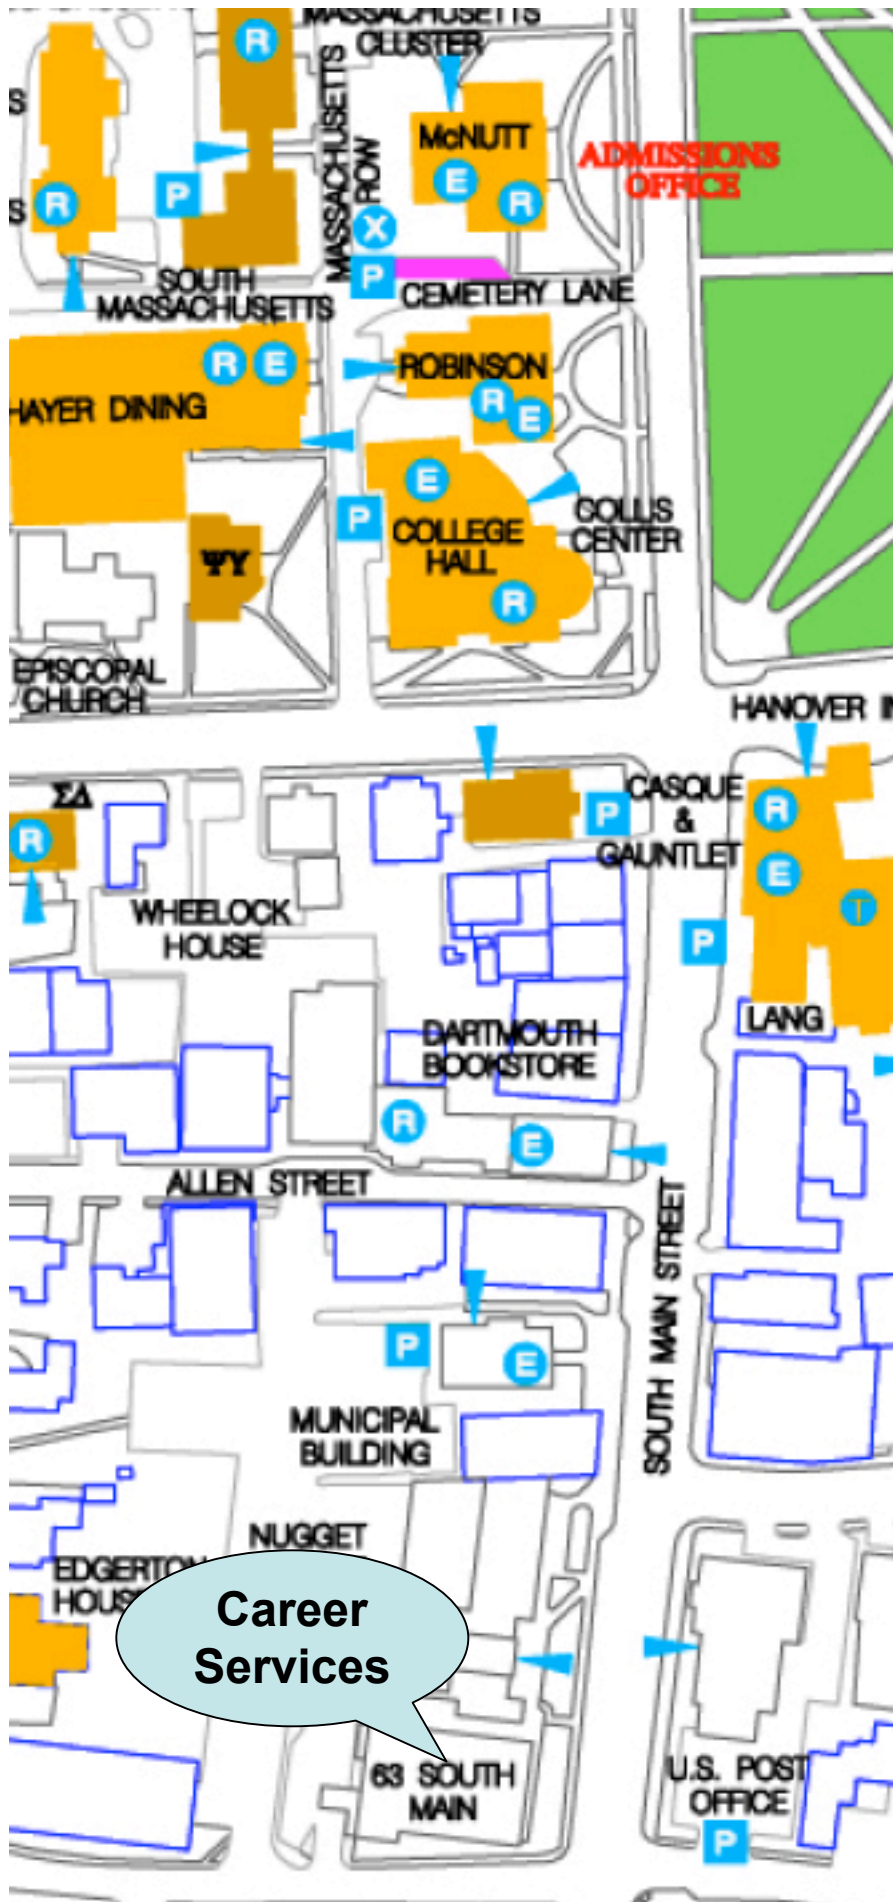 MASSACHUSETTS
CLUSTER
R
MASSACHUSETTS
ROW
McNUTT
E
R
ADMISSIONS
OFFICE
P
R
X
P
CEMETERY LANE
SOUTH
MASSACHUSETTS
R E
ROBINSON
R
E
HAYER DINING
E
P
COLLEGE
HALL
COLLIS
CENTER
ΨΥ
R
EPISCOPAL
CHURCH
HANOVER
ΣΔ
R
P
CASQUE
&
GAUNTLET
R
E
T
WHEELOCK
HOUSE
P
LANG
DARTMOUTH
BOOKSTORE
R
E
ALLEN STREET
SOUTH MAIN STREET
P
E
MUNICIPAL
BUILDING
NUGGET
EDGERTON
HOUSE
Career
Services
63 SOUTH
MAIN
U.S. POST
OFFICE
P